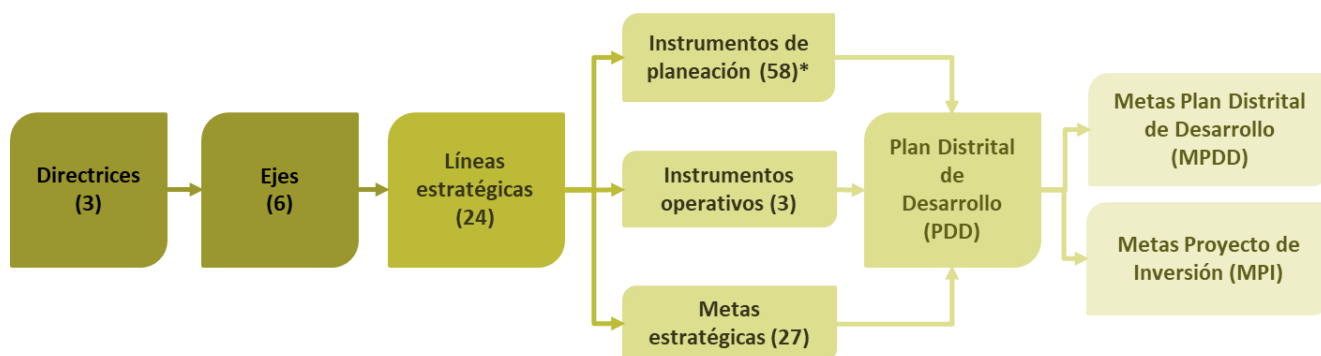 Directrices
(3)
Ejes
(6)
Líneas
estratégicas
(24)
Instrumentos de
planeación (58)*
Instrumentos
operativos (3)
Metas
estratégicas (27)
Plan Distrital
de
Desarrollo
(PDD)
Metas Plan Distrital
de Desarrollo
(MPDD)
Metas Proyecto de
Inversión (MPI)